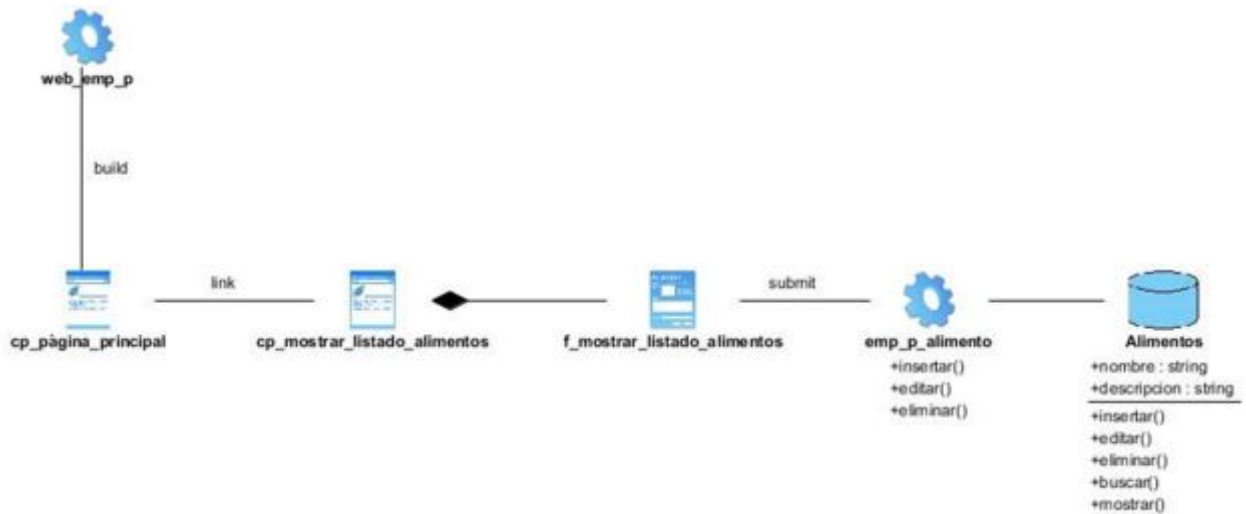 web_emp_p
build
link
submit
cp_pàgina_principal
cp_mostrar_listado_alimentos
f_mostrar_listado_alimentos
emp_p_alimento
+insertar()
+editar()
+eliminar()
Alimentos
+nombre : string
+descripcion : string
+insertar()
+editar()
+eliminar()
+buscar()
+mostrar()